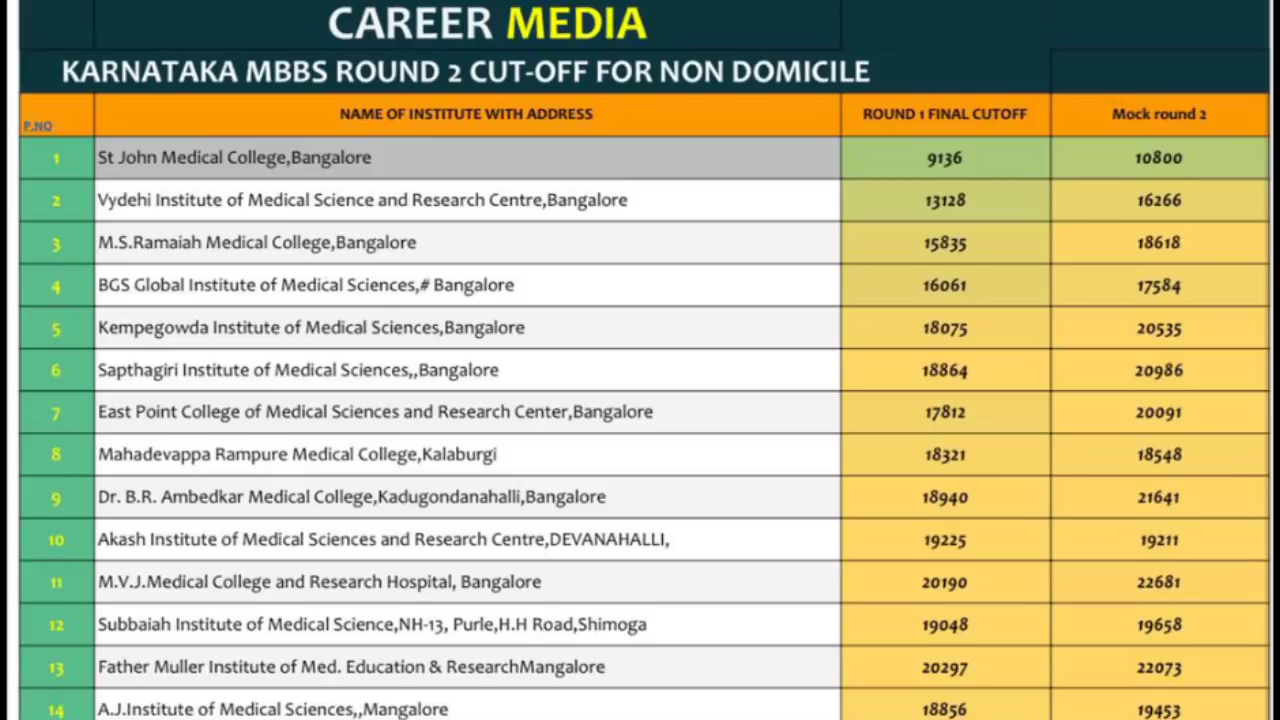 CAREER MEDIA
KARNATAKA MBBS ROUND 2 CUT-OFF FOR NON DOMICILE
P.NO NAME OF INSTITUTE WITH ADDRESS ROUND 1 FINAL CUTOFF Mock round 2
1 St John Medical College,Bangalore 9136 10800
2 Vydehi Institute of Medical Science and Research Centre,Bangalore 13128 16266
3 M.S.Ramaiah Medical College,Bangalore 15835 18618
4 BGS Global Institute of Medical Sciences,# Bangalore 16061 17584
5 Kempegowda Institute of Medical Sciences,Bangalore 18075 20535
6 Sapthagiri Institute of Medical Sciences,,Bangalore 18864 20986
7 East Point College of Medical Sciences and Research Center,Bangalore 17812 20091
8 Mahadevappa Rampure Medical College,Kalaburgi 18321 18548
9 Dr. B.R. Ambedkar Medical College,Kadugondanahalli,Bangalore 18940 21641
10 Akash Institute of Medical Sciences and Research Centre,DEVANAHALLI, 19225 19211
11 M.V.J.Medical College and Research Hospital, Bangalore 20190 22681
12 Subbaiah Institute of Medical Science,NH-13, Purle,H.H Road,Shimoga 19048 19658
13 Father Muller Institute of Med. Education & ResearchMangalore 20297 22073
14 A.J.Institute of Medical Sciences,,Mangalore 18856 19453